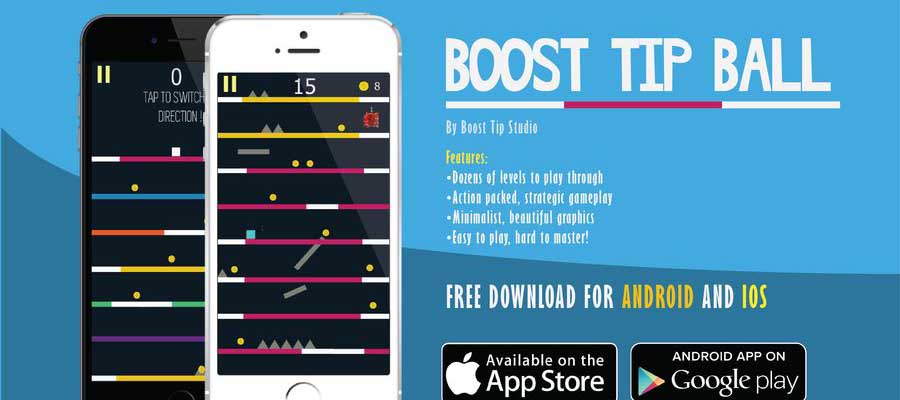 0
TAP TO SWITCH
DIRECTION !
15
8
BOOST TIP BALL
By Boost Tip Studio
Features:
•Dozens of levels to play through
•Action packed, strategic gameplay
•Minimalist, beautiful graphics
•Easy to play, hard to master!
FREE DOWNLOAD FOR ANDROID AND IOS
Available on the
App Store
ANDROID APP ON
Google play